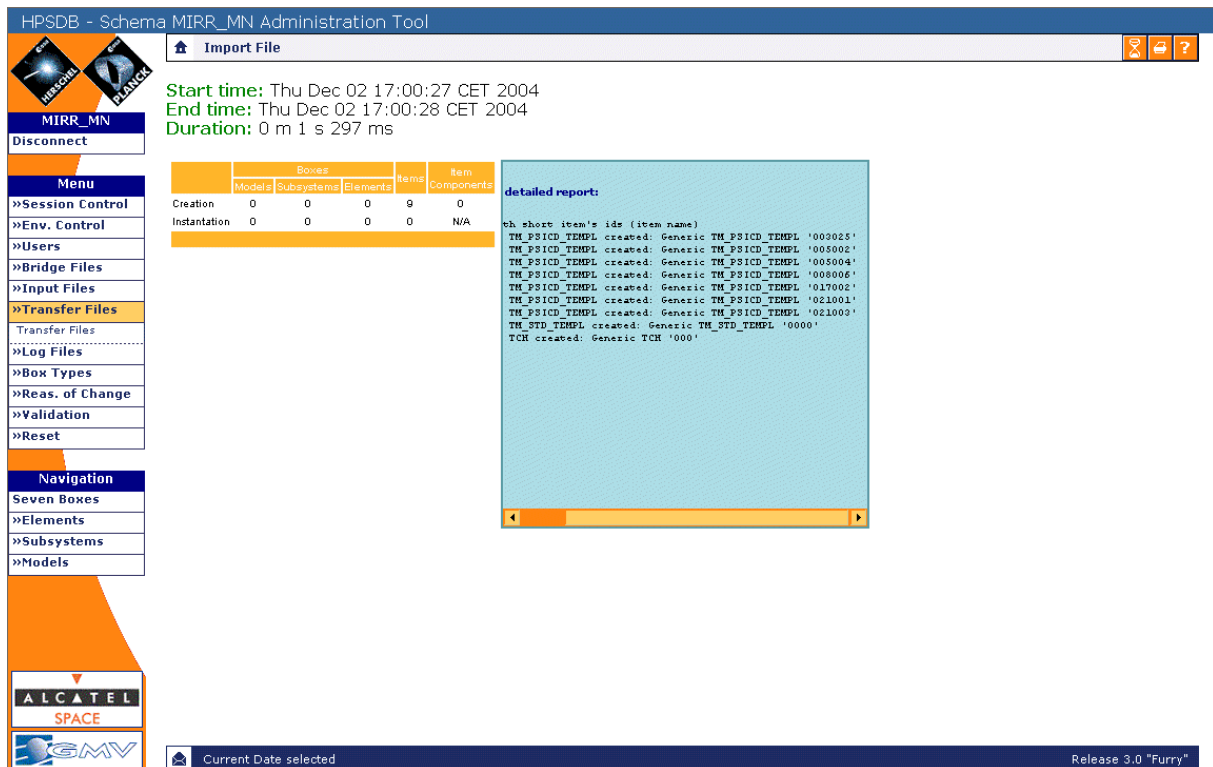 HPSDB - Schema MIRR_MN Administration Tool
esa HERSCHEL
esa PLANCK
Import File
?
Start time: Thu Dec 02 17:00:27 CET 2004
End time: Thu Dec 02 17:00:28 CET 2004
Duration: 0 m 1 s 297 ms
MIRR_MN
Disconnect
Menu
»Session Control
»Env. Control
»Users
»Bridge Files
»Input Files
»Transfer Files
Transfer Files
»Log Files
»Box Types
»Reas. of Change
»Validation
»Reset
Navigation
Seven Boxes
»Elements
»Subsystems
»Models
Boxes Items Item Components
Models Subsystems Elements
Creation 0 0 0 9 0
Instantation 0 0 0 0 N/A
detailed report:
th short item's ids (item name)
TM_PSICD_TEMPL created: Generic TM_PSICD_TEMPL '003025'
TM_PSICD_TEMPL created: Generic TM_PSICD_TEMPL '005002'
TM_PSICD_TEMPL created: Generic TM_PSICD_TEMPL '005004'
TM_PSICD_TEMPL created: Generic TM_PSICD_TEMPL '008006'
TM_PSICD_TEMPL created: Generic TM_PSICD_TEMPL '017002'
TM_PSICD_TEMPL created: Generic TM_PSICD_TEMPL '021001'
TM_PSICD_TEMPL created: Generic TM_PSICD_TEMPL '021003'
TM_STD_TEMPL created: Generic TM_STD_TEMPL '0000'
TCH created: Generic TCH '000'
ALCATEL
SPACE
GMV
Current Date selected
Release 3.0 "Furry"